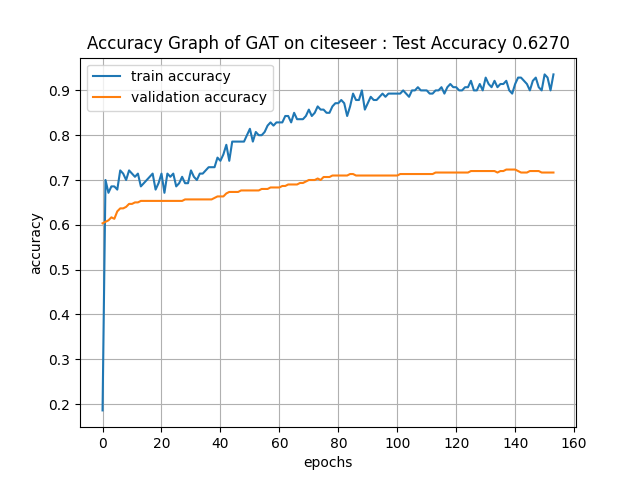 Accuracy Graph of GAT on citeseer : Test Accuracy 0.6270
train accuracy
validation accuracy
accuracy
0.9
0.8
0.7
0.6
0.5
0.4
0.3
0.2
0 20 40 60 80 100 120 140 160
epochs